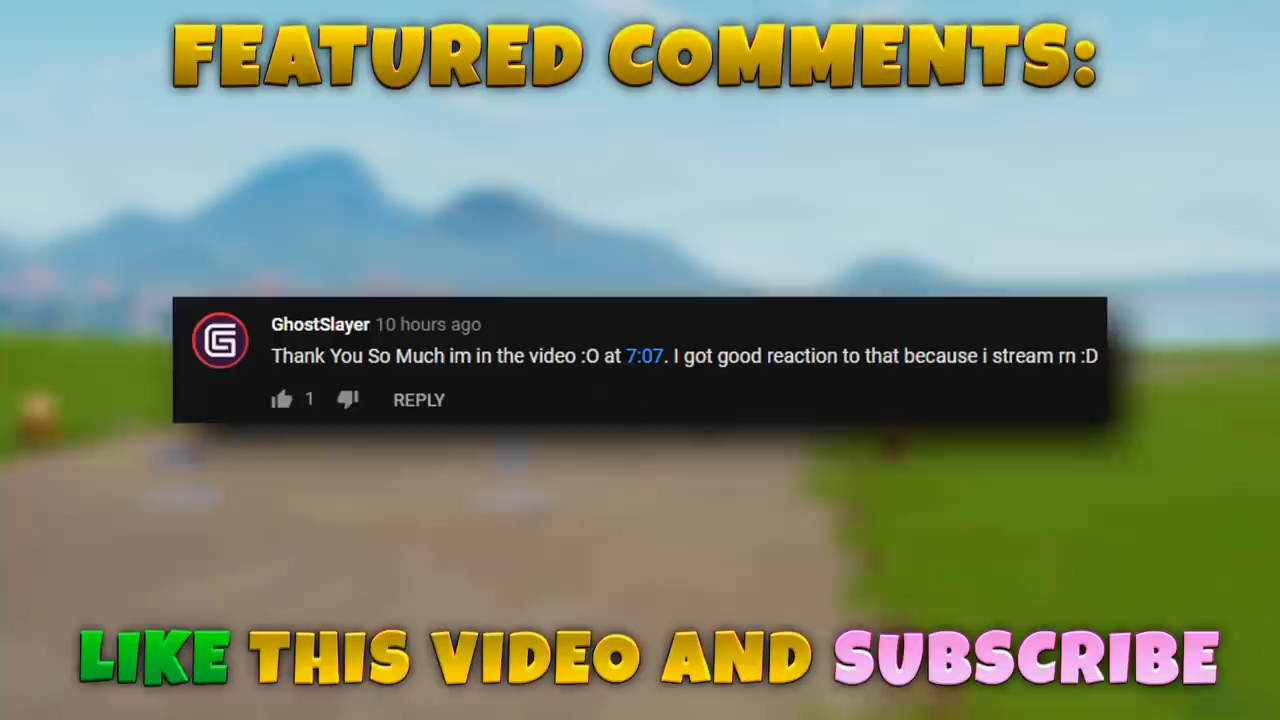 FEATURED COMMENTS:
GhostSlayer 10 hours ago
Thank You So Much im in the video :O at 7:07. I got good reaction to that because i stream rn :D
1 REPLY
LIKE THIS VIDEO AND SUBSCRIBE